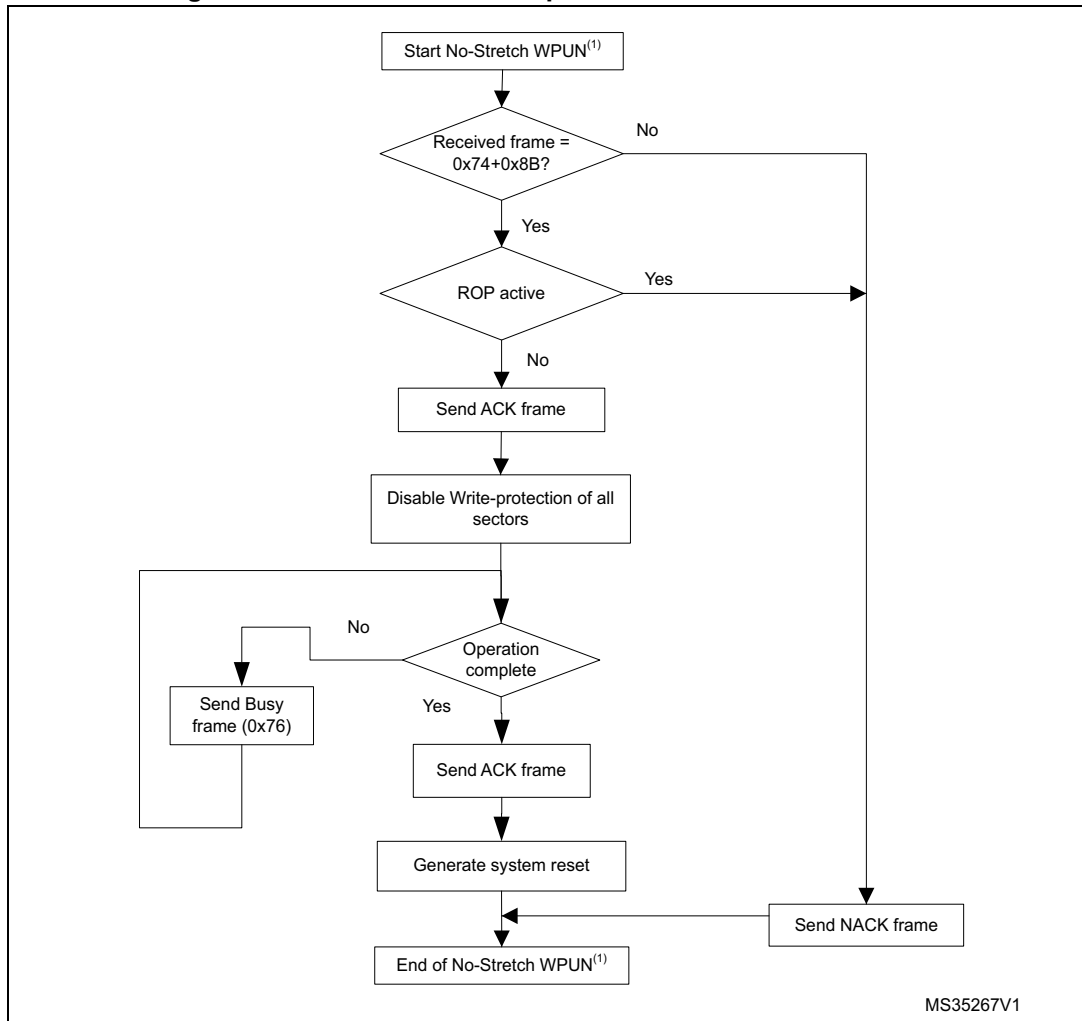 Start No-Stretch WPUN(1)
No
Received frame =
0x74+0x8B?
Yes
Yes
ROP active
No
Send ACK frame
Disable Write-protection of all
sectors
No
Operation
complete
Send Busy
frame (0x76)
Yes
Send ACK frame
Generate system reset
Send NACK frame
End of No-Stretch WPUN(1)
MS35267V1